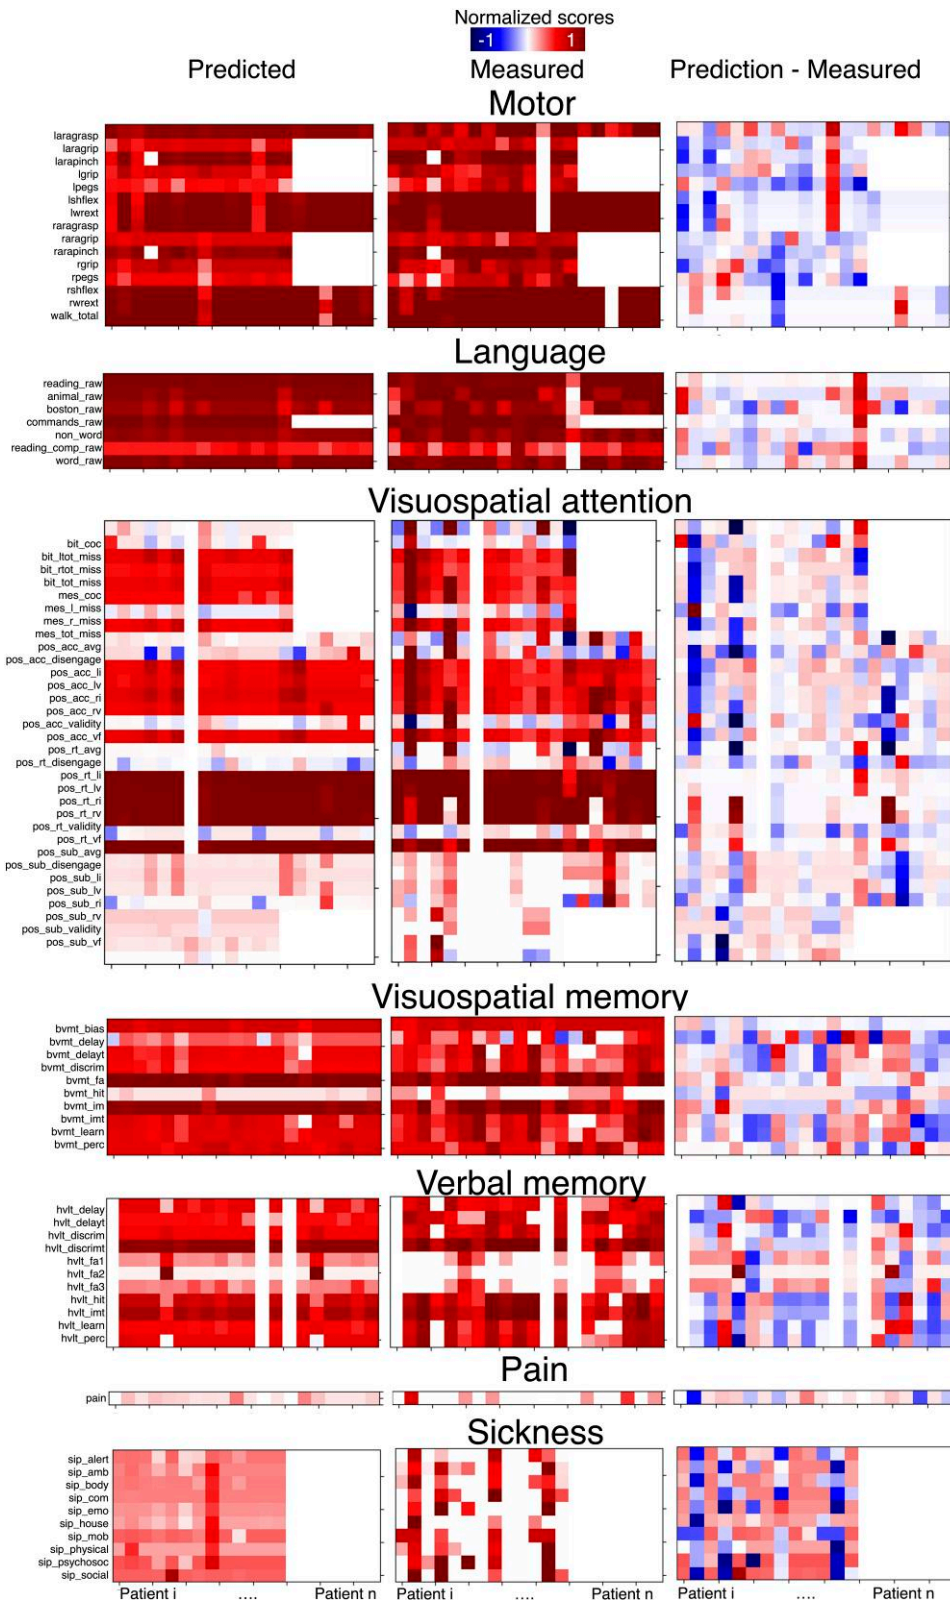 Normalized scores
-1 1
Predicted Measured Prediction - Measured
Motor
laragrasp
laragrip
larapinch
lgrip
lpegs
lshflex
lwrext
raragrasp
raragrip
rarapinch
rgrip
rpegs
rshflex
rwrext
walk_total
Language
reading_raw
animal_raw
boston_raw
commands_raw
non_word
reading_comp_raw
word_raw
Visuospatial attention
bit_coc
bit_ltot_miss
bit_rtot_miss
bit_tot_miss
mes_coc
mes_l_miss
mes_r_miss
mes_tot_miss
pos_acc_avg
pos_acc_disengage
pos_acc_li
pos_acc_lv
pos_acc_ri
pos_acc_rv
pos_acc_validity
pos_acc_vf
pos_rt_avg
pos_rt_disengage
pos_rt_li
pos_rt_lv
pos_rt_ri
pos_rt_rv
pos_rt_validity
pos_rt_vf
pos_sub_avg
pos_sub_disengage
pos_sub_li
pos_sub_lv
pos_sub_ri
pos_sub_rv
pos_sub_validity
pos_sub_vf
Visuospatial memory
bvmt_bias
bvmt_delay
bvmt_delayt
bvmt_discrim
bvmt_fa
bvmt_hit
bvmt_im
bvmt_imt
bvmt_learn
bvmt_perc
Verbal memory
hvlt_delay
hvlt_delayt
hvlt_discrim
hvlt_discrimt
hvlt_fa1
hvlt_fa2
hvlt_fa3
hvlt_hit
hvlt_imt
hvlt_learn
hvlt_perc
Pain
pain
Sickness
sip_alert
sip_amb
sip_body
sip_com
sip_emo
sip_house
sip_mob
sip_physical
sip_psychosoc
sip_social
Patient i .... Patient n Patient i .... Patient n Patient i .... Patient n